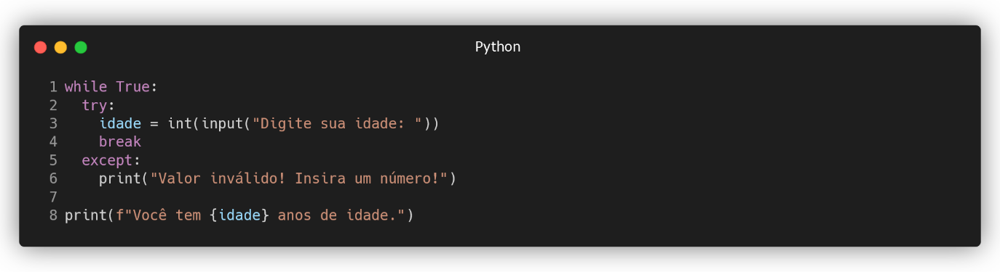 Python
1 while True:
2   try:
3     idade = int(input("Digite sua idade: "))
4     break
5   except:
6     print("Valor inválido! Insira um número!")
7
8 print(f"Você tem {idade} anos de idade.")